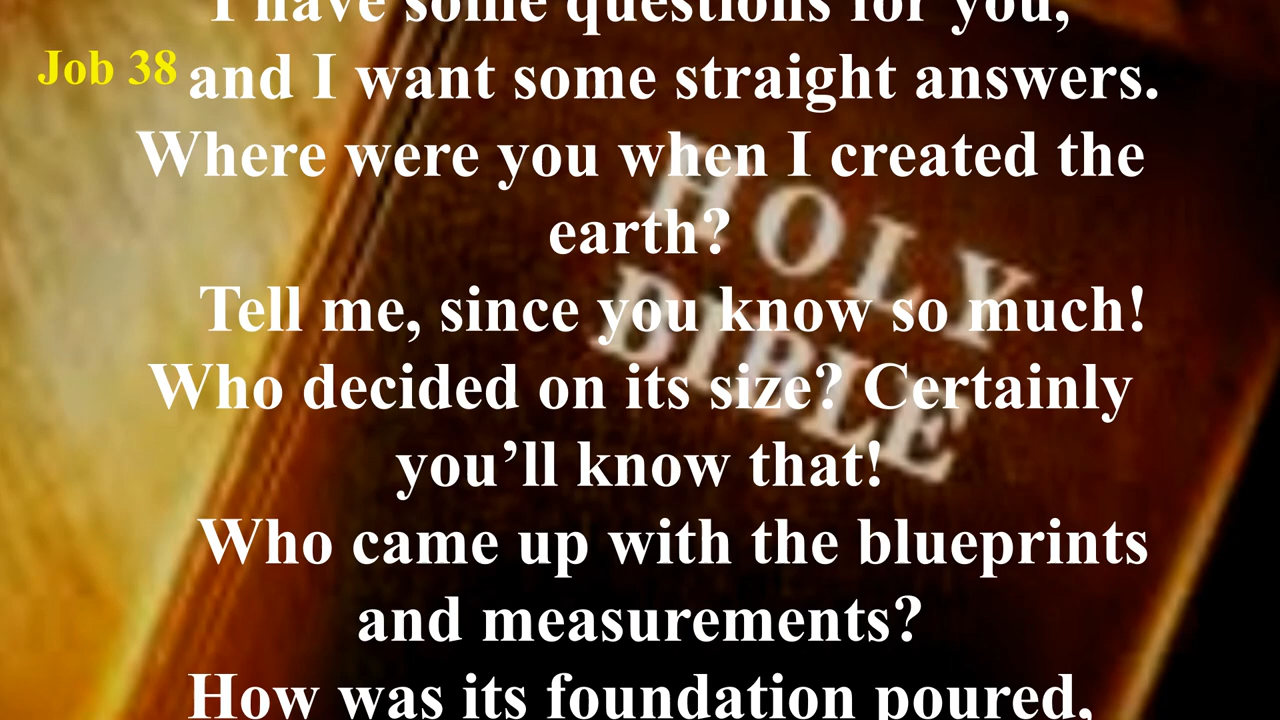 I have some questions for you,
Job 38
and I want some straight answers.
Where were you when I created the
earth?
Tell me, since you know so much!
Who decided on its size? Certainly
you’ll know that!
Who came up with the blueprints
and measurements?
How was its foundation poured,
HOLY
BIBLE